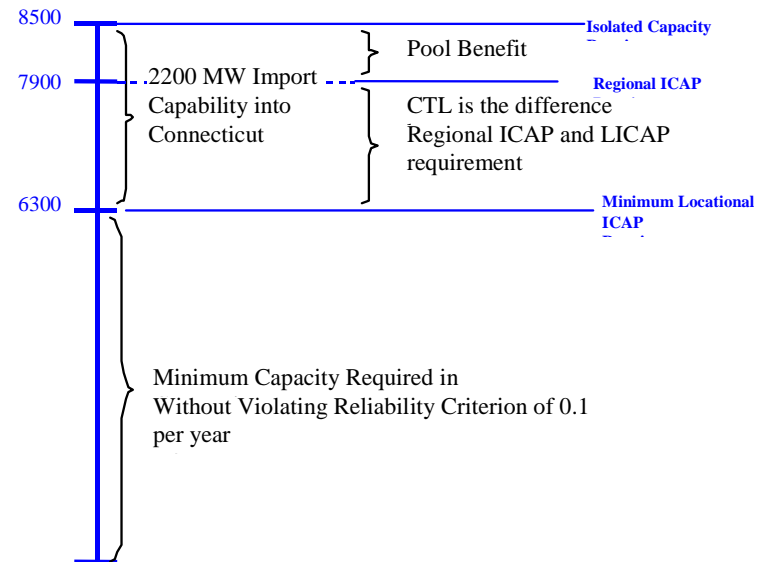 8500
Isolated Capacity
Pool Benefit
7900
2200 MW Import
Capability into
Connecticut
Regional ICAP
CTL is the difference
Regional ICAP and LICAP
requirement
6300
Minimum Locational
ICAP
Minimum Capacity Required in
Without Violating Reliability Criterion of 0.1
per year